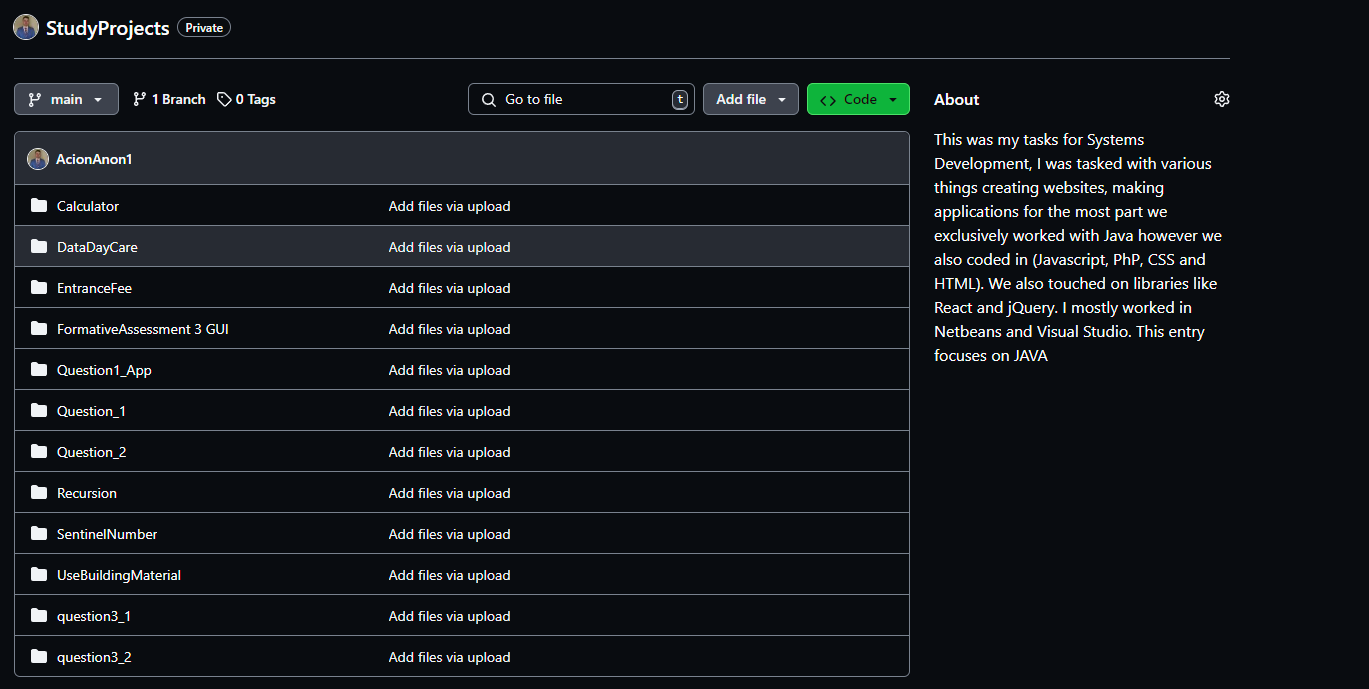 StudyProjects Private
main 1 Branch 0 Tags Go to file t Add file Code
AcionAnon1
Calculator Add files via upload
DataDayCare Add files via upload
EntranceFee Add files via upload
FormativeAssessment 3 GUI Add files via upload
Question1_App Add files via upload
Question_1 Add files via upload
Question_2 Add files via upload
Recursion Add files via upload
SentinelNumber Add files via upload
UseBuildingMaterial Add files via upload
question3_1 Add files via upload
question3_2 Add files via upload
About
This was my tasks for Systems
Development, I was tasked with various
things creating websites, making
applications for the most part we
exclusively worked with Java however we
also coded in (Javascript, PhP, CSS and
HTML). We also touched on libraries like
React and jQuery. I mostly worked in
Netbeans and Visual Studio. This entry
focuses on JAVA